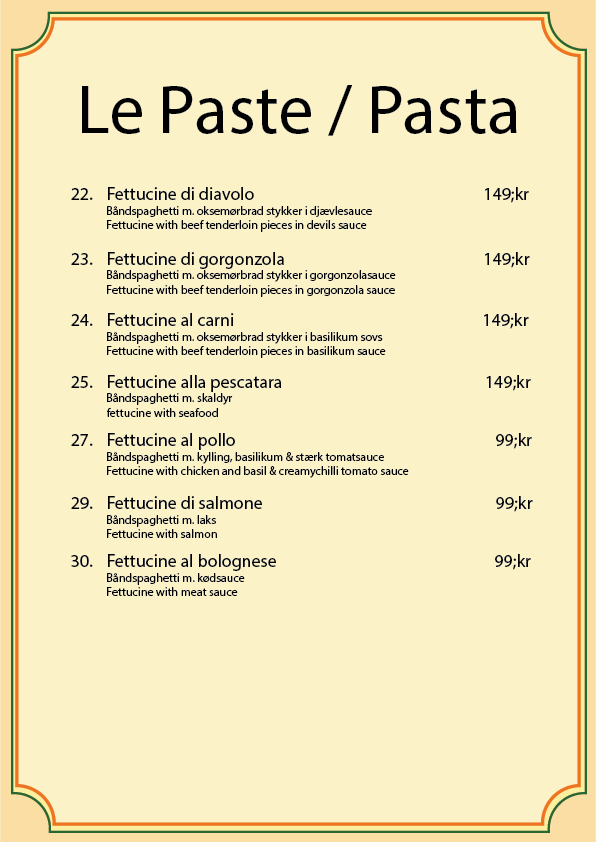 Le Paste / Pasta
22. Fettucine di diavolo 149;kr
Båndspaghetti m. oksemørbrad stykker i djævlesauce
Fettucine with beef tenderloin pieces in devils sauce
23. Fettucine di gorgonzola 149;kr
Båndspaghetti m. oksemørbrad stykker i gorgonzolasauce
Fettucine with beef tenderloin pieces in gorgonzola sauce
24. Fettucine al carni 149;kr
Båndspaghetti m. oksemørbrad stykker i basilikum sovs
Fettucine with beef tenderloin pieces in basilikum sauce
25. Fettucine alla pescatara 149;kr
Båndspaghetti m. skaldyr
fettucine with seafood
27. Fettucine al pollo 99;kr
Båndspaghetti m. kylling, basilikum & stærk tomatsauce
Fettucine with chicken and basil & creamychilli tomato sauce
29. Fettucine di salmone 99;kr
Båndspaghetti m. laks
Fettucine with salmon
30. Fettucine al bolognese 99;kr
Båndspaghetti m. kødsauce
Fettucine with meat sauce